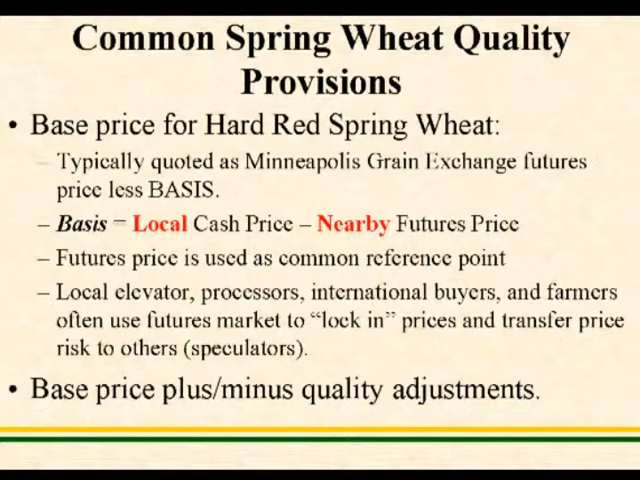 Common Spring Wheat Quality
Provisions
• Base price for Hard Red Spring Wheat:
– Typically quoted as Minneapolis Grain Exchange futures
price less BASIS.
– Basis = Local Cash Price – Nearby Futures Price
– Futures price is used as common reference point
– Local elevator, processors, international buyers, and farmers
often use futures market to “lock in” prices and transfer price
risk to others (speculators).
• Base price plus/minus quality adjustments.